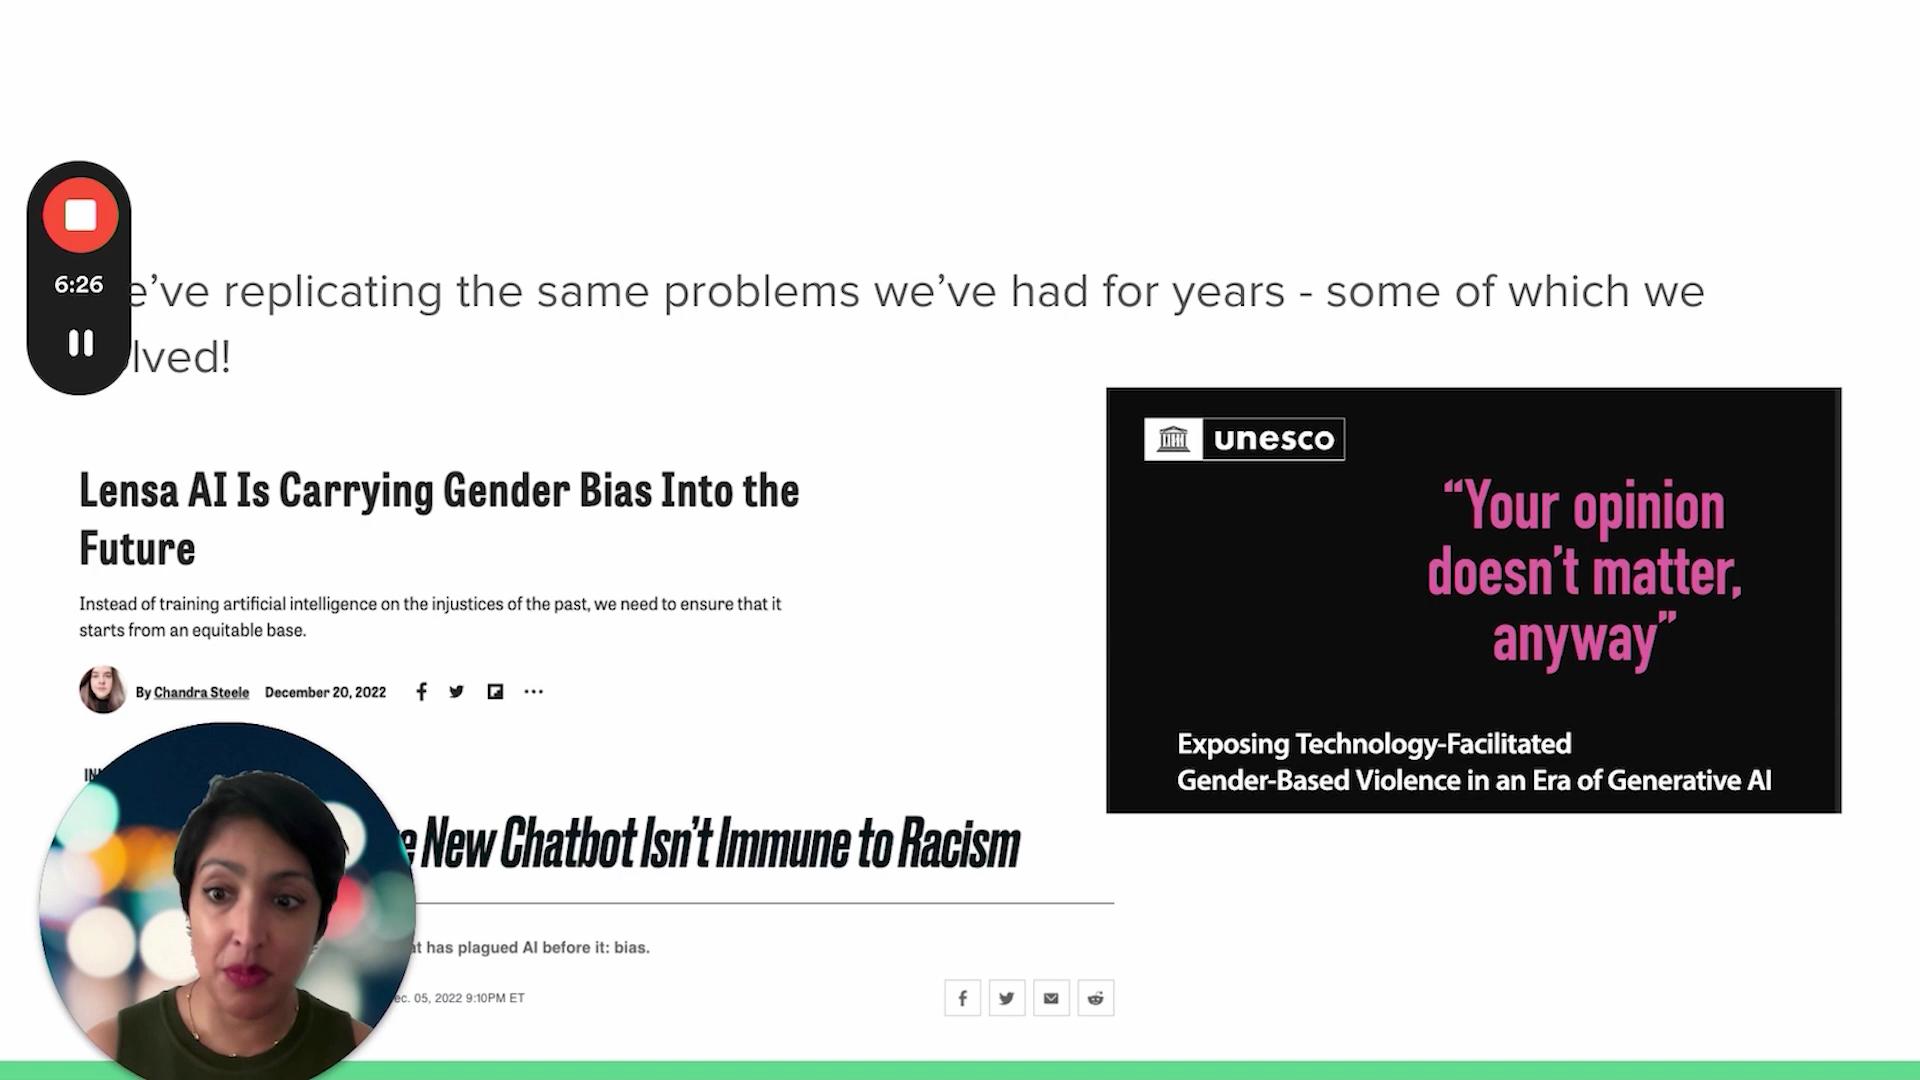 6:26
e’ve replicating the same problems we’ve had for years - some of which we
lved!
Lensa AI Is Carrying Gender Bias Into the
Future
Instead of training artificial intelligence on the injustices of the past, we need to ensure that it
starts from an equitable base.
By Chandra Steele December 20, 2022
IN
e New Chatbot Isn’t Immune to Racism
at has plagued AI before it: bias.
ec. 05, 2022 9:10PM ET
unesco
“Your opinion
doesn’t matter,
anyway”
Exposing Technology-Facilitated
Gender-Based Violence in an Era of Generative AI